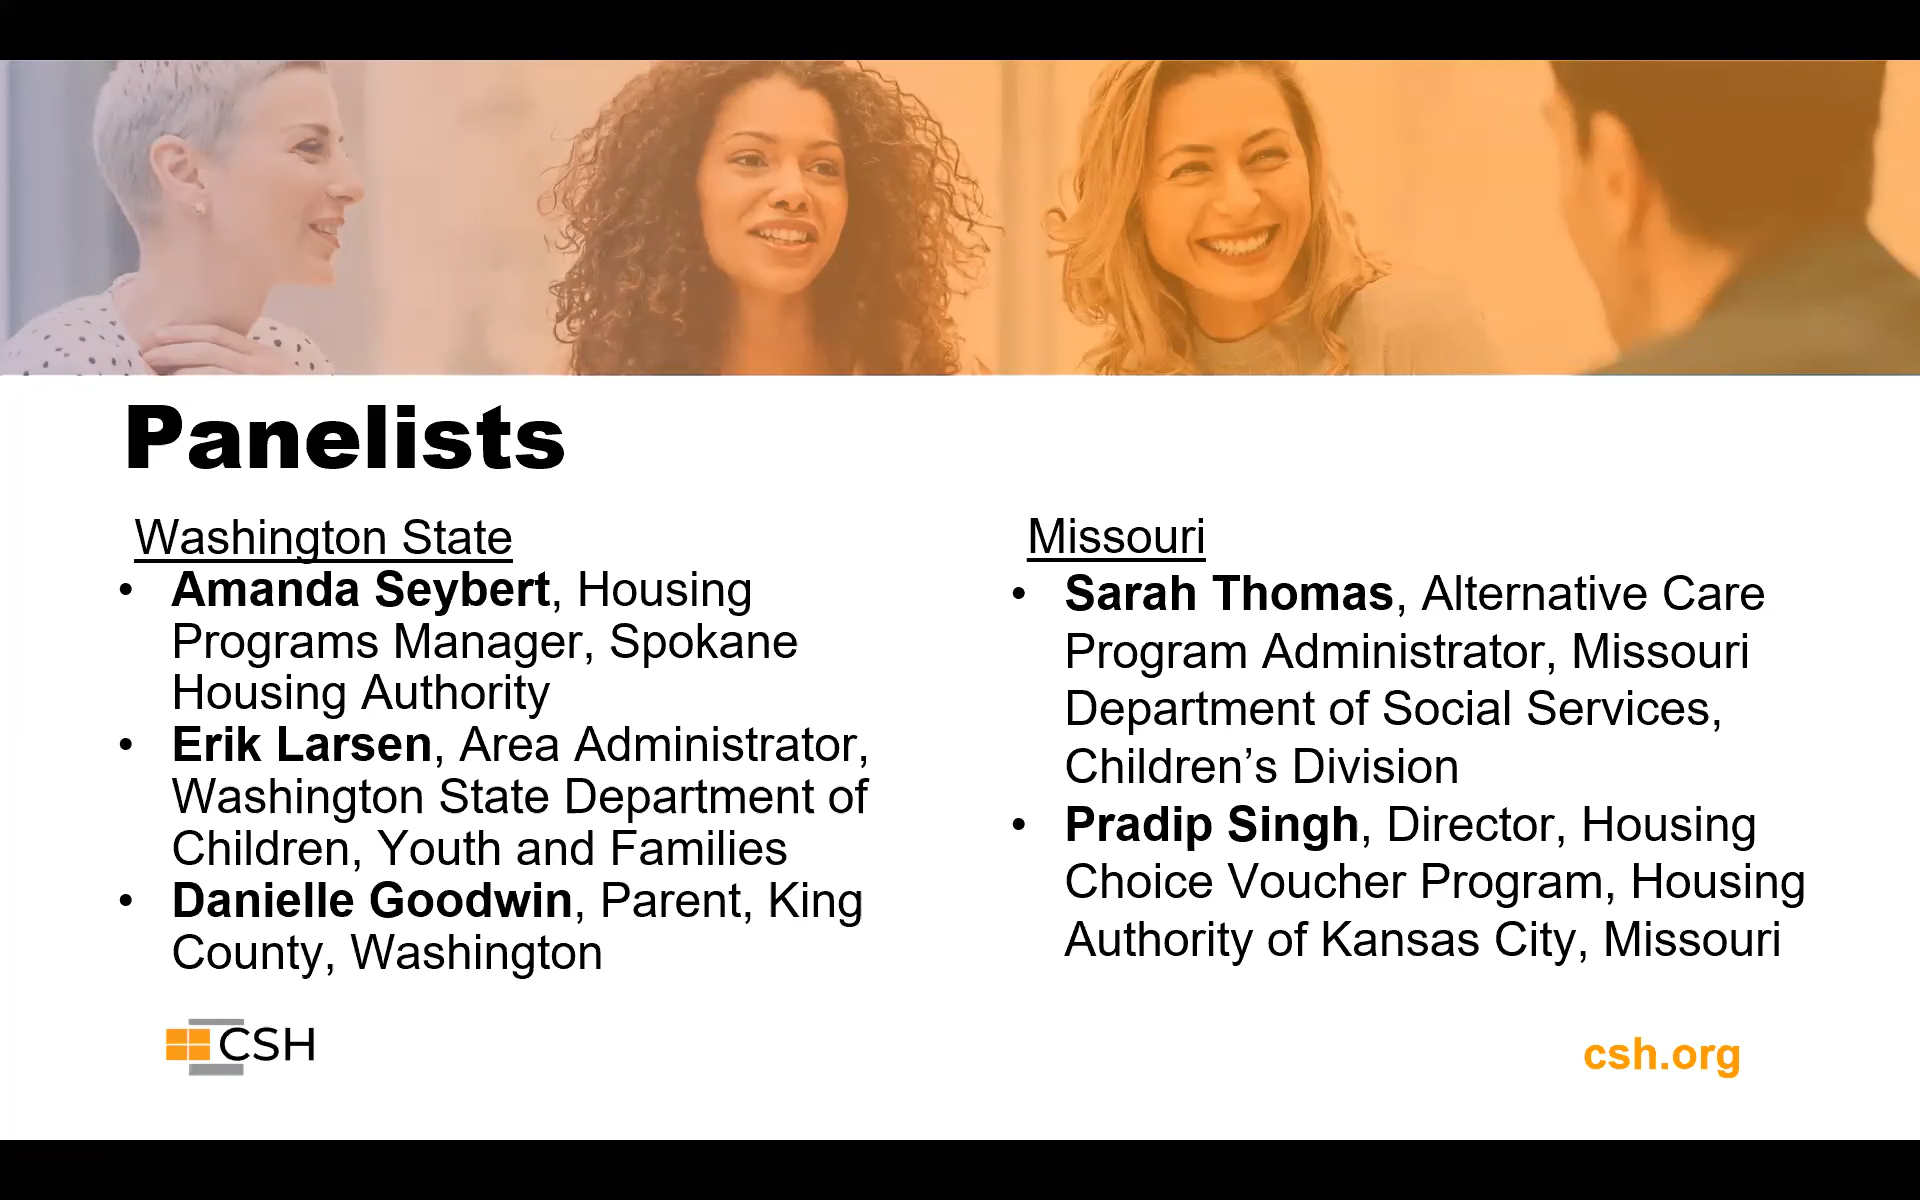 Panelists
Washington State
• Amanda Seybert, Housing
Programs Manager, Spokane
Housing Authority
• Erik Larsen, Area Administrator,
Washington State Department of
Children, Youth and Families
• Danielle Goodwin, Parent, King
County, Washington
Missouri
• Sarah Thomas, Alternative Care
Program Administrator, Missouri
Department of Social Services,
Children’s Division
• Pradip Singh, Director, Housing
Choice Voucher Program, Housing
Authority of Kansas City, Missouri
CSH
csh.org